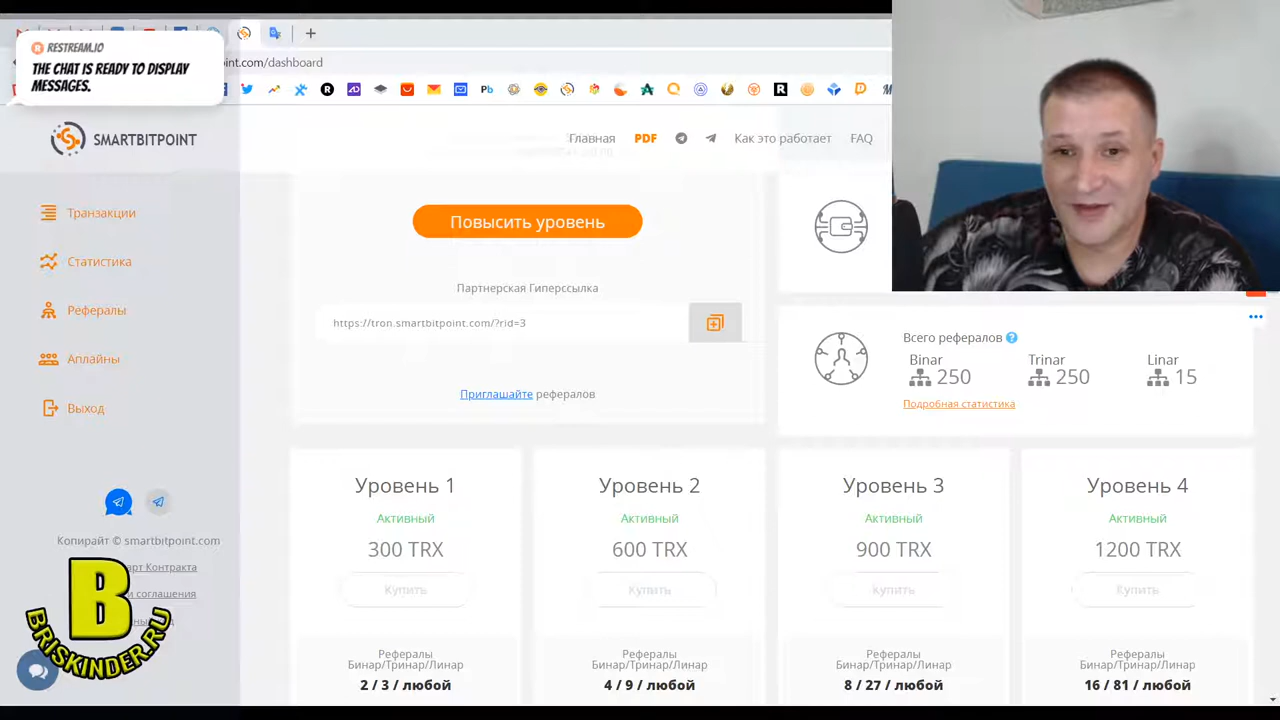 RESTREAM.IO
THE CHAT IS READY TO DISPLAY
MESSAGES.
int.com/dashboard
SMARTBITPOINT
Главная
PDF
Как это работает
FAQ
Транзакции
Статистика
Рефералы
Аплайны
Выход
Повысить уровень
Партнерская Гиперссылка
https://tron.smartbitpoint.com/?rid=3
Приглашайте рефералов
Всего рефералов ?
Binar
250
Trinar
250
Linar
15
Подробная статистика
Уровень 1
Активный
300 TRX
Купить
Рефералы
Бинар/Тринар/Линар
2 / 3 / любой
Уровень 2
Активный
600 TRX
Купить
Рефералы
Бинар/Тринар/Линар
4 / 9 / любой
Уровень 3
Активный
900 TRX
Купить
Рефералы
Бинар/Тринар/Линар
8 / 27 / любой
Уровень 4
Активный
1200 TRX
Купить
Рефералы
Бинар/Тринар/Линар
16 / 81 / любой
Копирайт © smartbitpoint.com
арт Контракта
и соглашения
B
BRISKINDER.RU